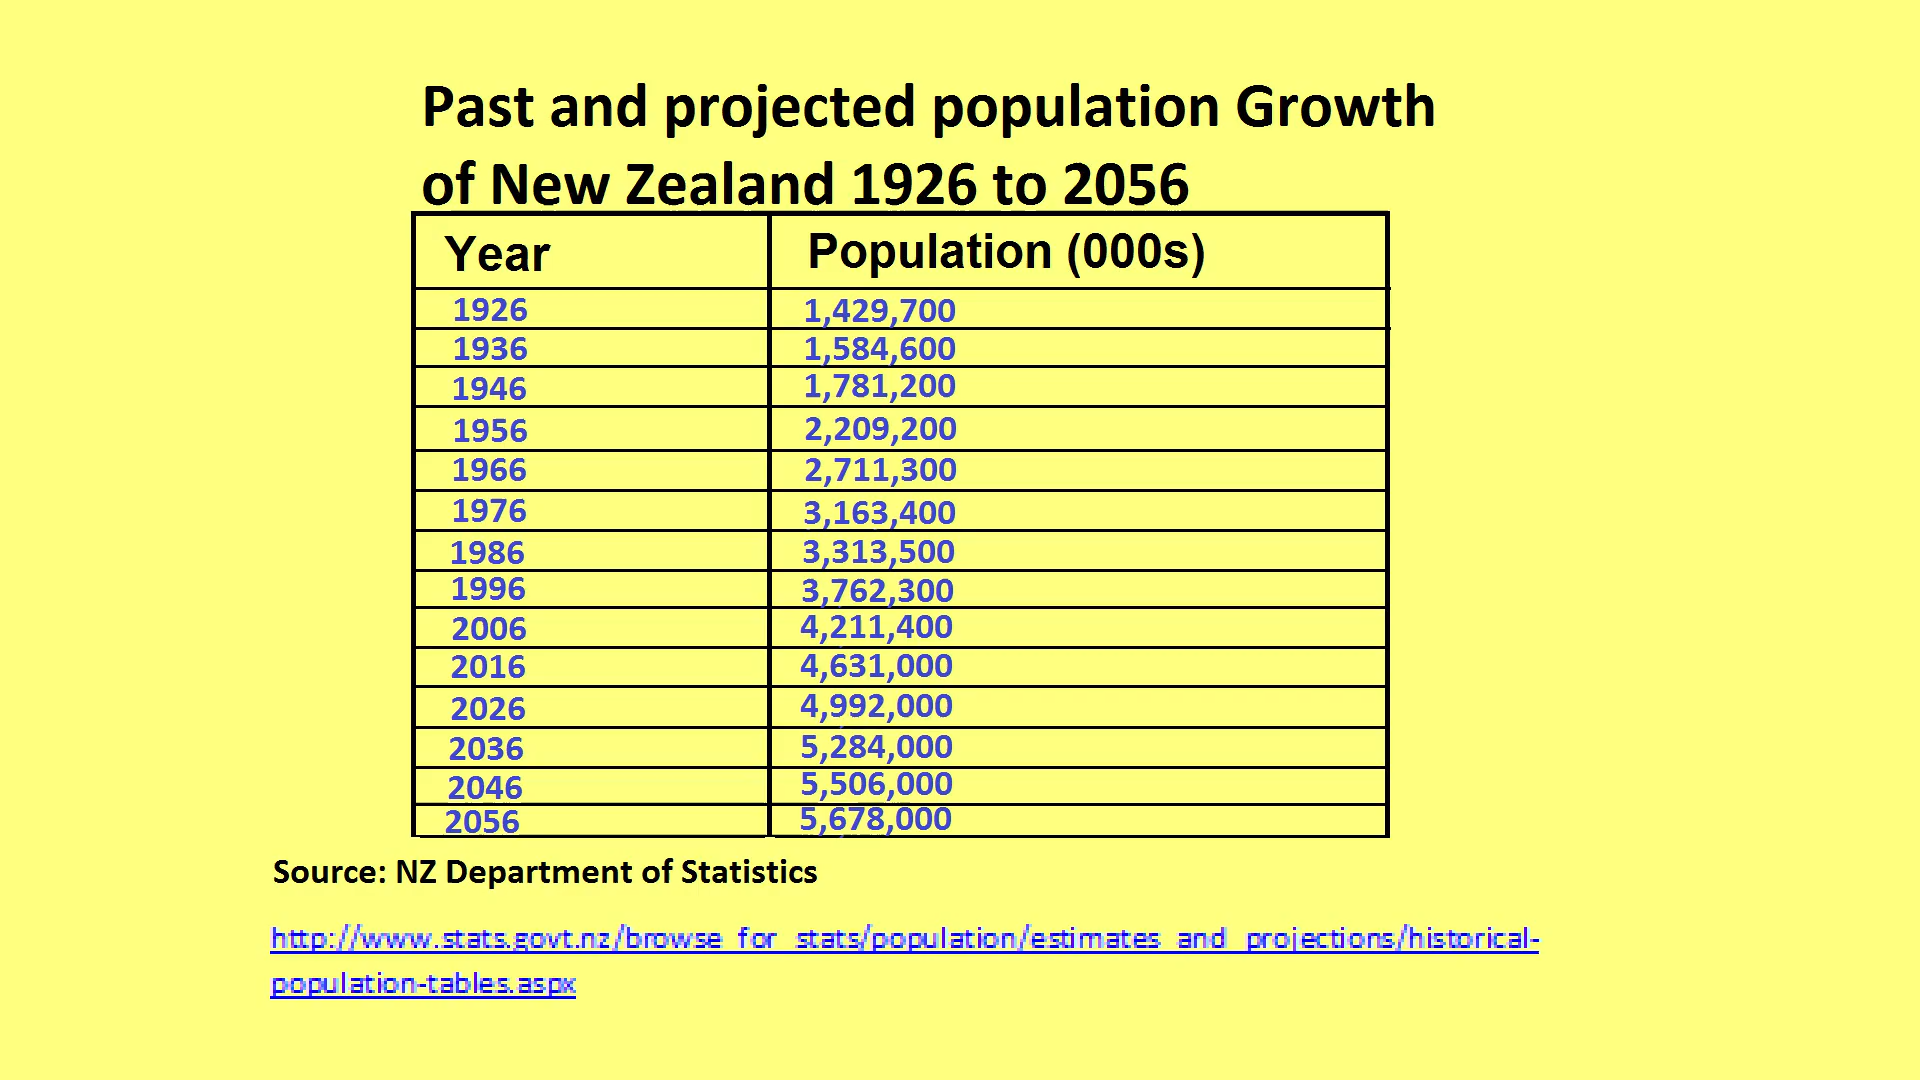 Past and projected population Growth
of New Zealand 1926 to 2056
Year Population (000s)
1926 1,429,700
1936 1,584,600
1946 1,781,200
1956 2,209,200
1966 2,711,300
1976 3,163,400
1986 3,313,500
1996 3,762,300
2006 4,211,400
2016 4,631,000
2026 4,992,000
2036 5,284,000
2046 5,506,000
2056 5,678,000
Source: NZ Department of Statistics
http://www.stats.govt.nz/browse_for_stats/population/estimates_and_projections/historical-
population-tables.aspx